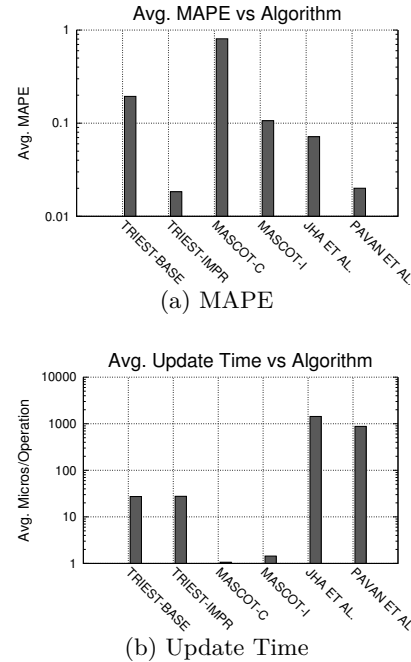 Avg. MAPE vs Algorithm
1
0.1
0.01
Avg. MAPE
TRIEST-BASE
TRIEST-IMPR
MASCOT-C
MASCOT-I
JHA ET AL.
PAVAN ET AL.
(a) MAPE
Avg. Update Time vs Algorithm
10000
1000
100
10
1
Avg. Micros/Operation
TRIEST-BASE
TRIEST-IMPR
MASCOT-C
MASCOT-I
JHA ET AL.
PAVAN ET AL.
(b) Update Time